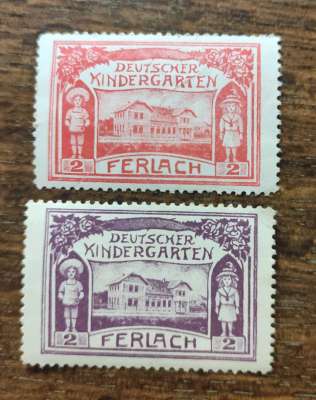 DEUTSCHER
KINDERGARTEN
2 FERLACH 2
DEUTSCHER
KINDERGARTEN
2 FERLACH 2